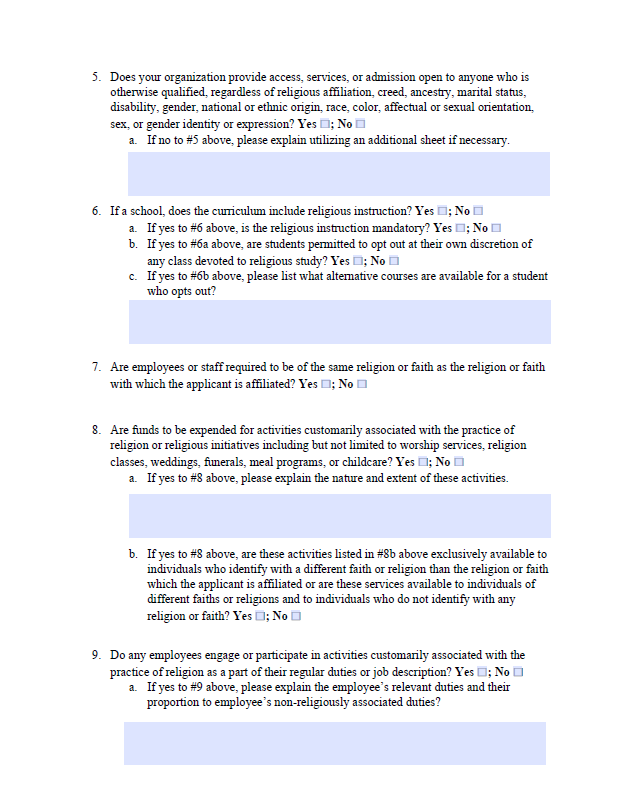 5. Does your organization provide access, services, or admission open to anyone who is
otherwise qualified, regardless of religious affiliation, creed, ancestry, marital status,
disability, gender, national or ethnic origin, race, color, affectual or sexual orientation,
sex, or gender identity or expression? Yes ☐; No ☐
a. If no to #5 above, please explain utilizing an additional sheet if necessary.
6. If a school, does the curriculum include religious instruction? Yes ☐; No ☐
a. If yes to #6 above, is the religious instruction mandatory? Yes ☐; No ☐
b. If yes to #6a above, are students permitted to opt out at their own discretion of
any class devoted to religious study? Yes ☐; No ☐
c. If yes to #6b above, please list what alternative courses are available for a student
who opts out?
7. Are employees or staff required to be of the same religion or faith as the religion or faith
with which the applicant is affiliated? Yes ☐; No ☐
8. Are funds to be expended for activities customarily associated with the practice of
religion or religious initiatives including but not limited to worship services, religion
classes, weddings, funerals, meal programs, or childcare? Yes ☐; No ☐
a. If yes to #8 above, please explain the nature and extent of these activities.
b. If yes to #8 above, are these activities listed in #8b above exclusively available to
individuals who identify with a different faith or religion than the religion or faith
which the applicant is affiliated or are these services available to individuals of
different faiths or religions and to individuals who do not identify with any
religion or faith? Yes ☐; No ☐
9. Do any employees engage or participate in activities customarily associated with the
practice of religion as a part of their regular duties or job description? Yes ☐; No ☐
a. If yes to #9 above, please explain the employee's relevant duties and their
proportion to employee's non-religiously associated duties?